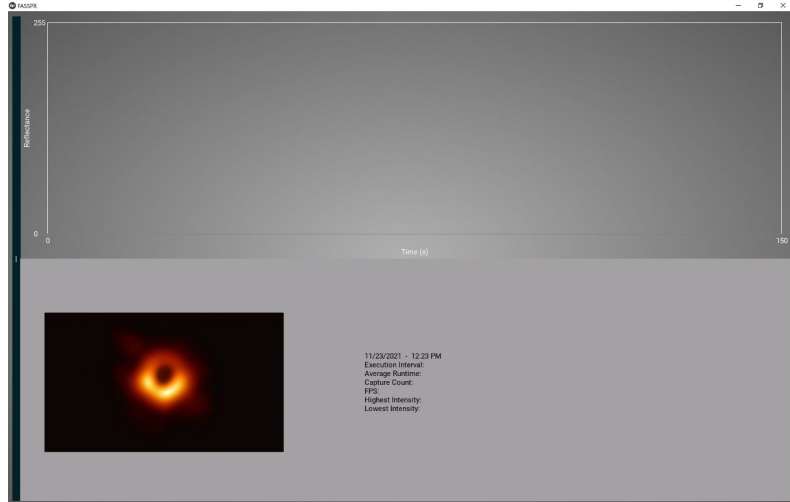 FASSPR
255
Reflectance
0
0
150
Time (s)
11/23/2021 - 12:23 PM
Execution Interval:
Average Runtime:
Capture Count:
FPS:
Highest Intensity:
Lowest Intensity: